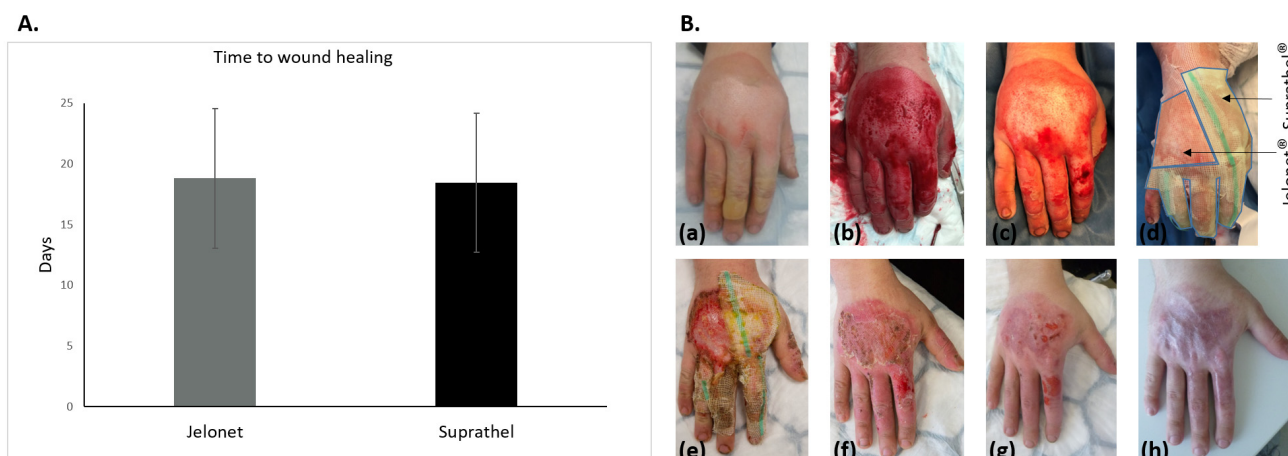 A.
Time to wound healing
25
20
15
10
5
0
Days
Jelonet
Suprathel
B.
(a)
(b)
(c)
(d)
Jelonet®
Suprathel®
(e)
(f)
(g)
(h)